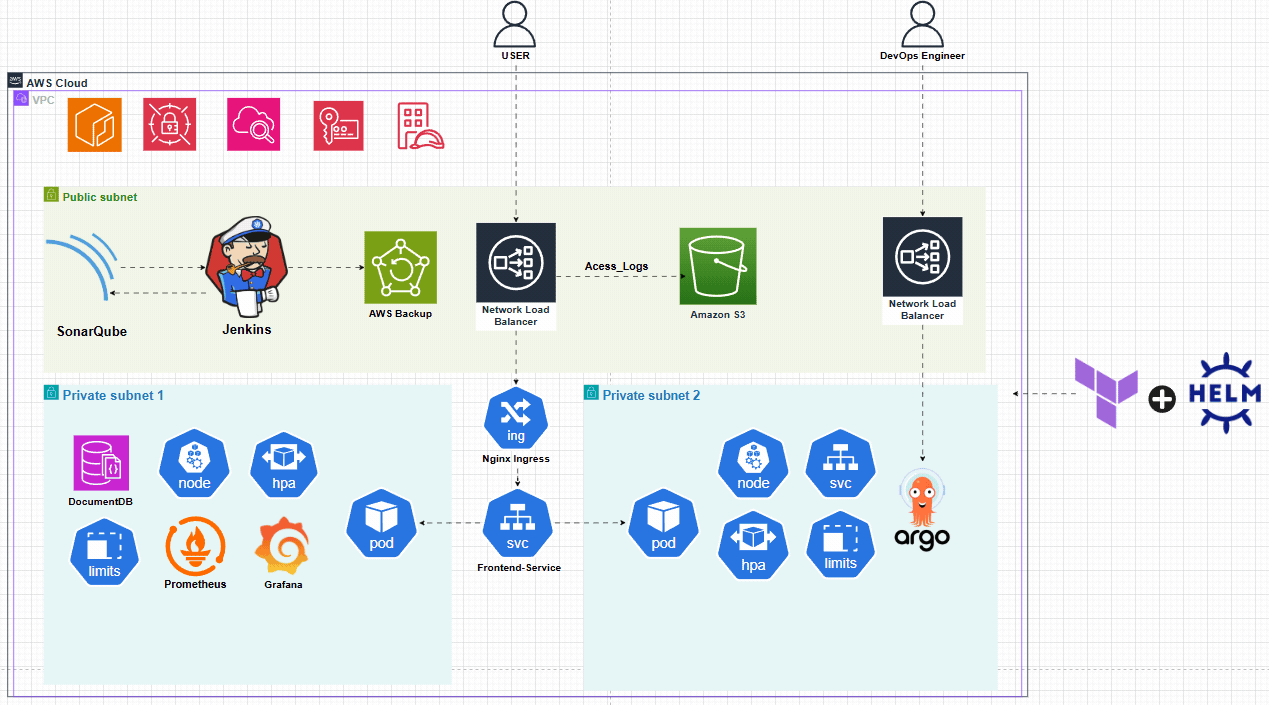 USER
DevOps Engineer
aws
AWS Cloud
VPC
Public subnet
SonarQube
Jenkins
AWS Backup
Network Load
Balancer
Acess_Logs
Amazon S3
Network Load
Balancer
HELM
Private subnet 1
DocumentDB
node
hpa
limits
Prometheus
Grafana
pod
ing
Nginx Ingress
svc
Frontend-Service
Private subnet 2
pod
node
svc
hpa
limits
argo